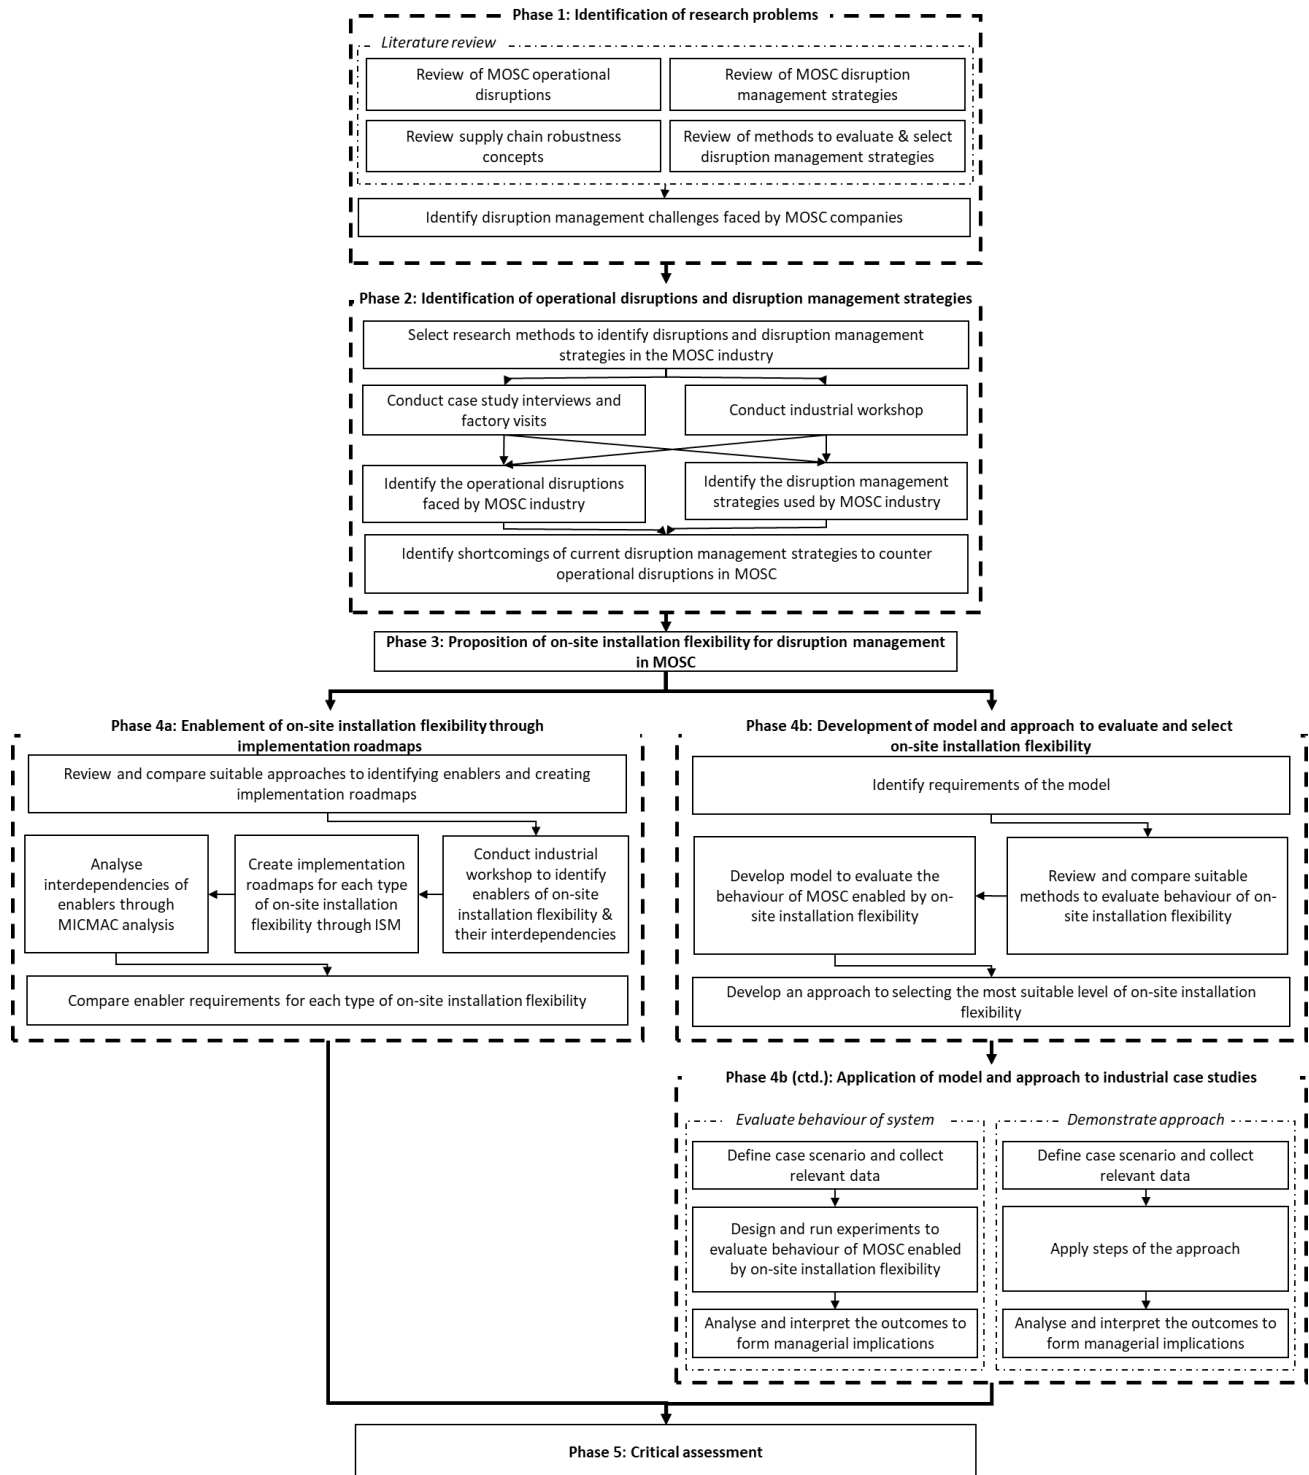 Phase 1: Identification of research problems
Literature review
Review of MOSC operational
disruptions
Review of MOSC disruption
management strategies
Review supply chain robustness
concepts
Review of methods to evaluate & select
disruption management strategies
Identify disruption management challenges faced by MOSC companies
Phase 2: Identification of operational disruptions and disruption management strategies
Select research methods to identify disruptions and disruption management
strategies in the MOSC industry
Conduct case study interviews and
factory visits
Conduct industrial workshop
Identify the operational disruptions
faced by MOSC industry
Identify the disruption management
strategies used by MOSC industry
Identify shortcomings of current disruption management strategies to counter
operational disruptions in MOSC
Phase 3: Proposition of on-site installation flexibility for disruption management
in MOSC
Phase 4a: Enablement of on-site installation flexibility through
implementation roadmaps
Review and compare suitable approaches to identifying enablers and creating
implementation roadmaps
Analyse
interdependencies of
enablers through
MICMAC analysis
Create implementation
roadmaps for each type
of on-site installation
flexibility through ISM
Conduct industrial
workshop to identify
enablers of on-site
installation flexibility &
their interdependencies
Compare enabler requirements for each type of on-site installation flexibility
Phase 4b: Development of model and approach to evaluate and select
on-site installation flexibility
Identify requirements of the model
Develop model to evaluate the
behaviour of MOSC enabled by on-
site installation flexibility
Review and compare suitable
methods to evaluate behaviour of on-
site installation flexibility
Develop an approach to selecting the most suitable level of on-site installation
flexibility
Phase 4b (ctd.): Application of model and approach to industrial case studies
Evaluate behaviour of system
Define case scenario and collect
relevant data
Design and run experiments to
evaluate behaviour of MOSC enabled
by on-site installation flexibility
Analyse and interpret the outcomes to
form managerial implications
Demonstrate approach
Define case scenario and collect
relevant data
Apply steps of the approach
Analyse and interpret the outcomes to
form managerial implications
Phase 5: Critical assessment